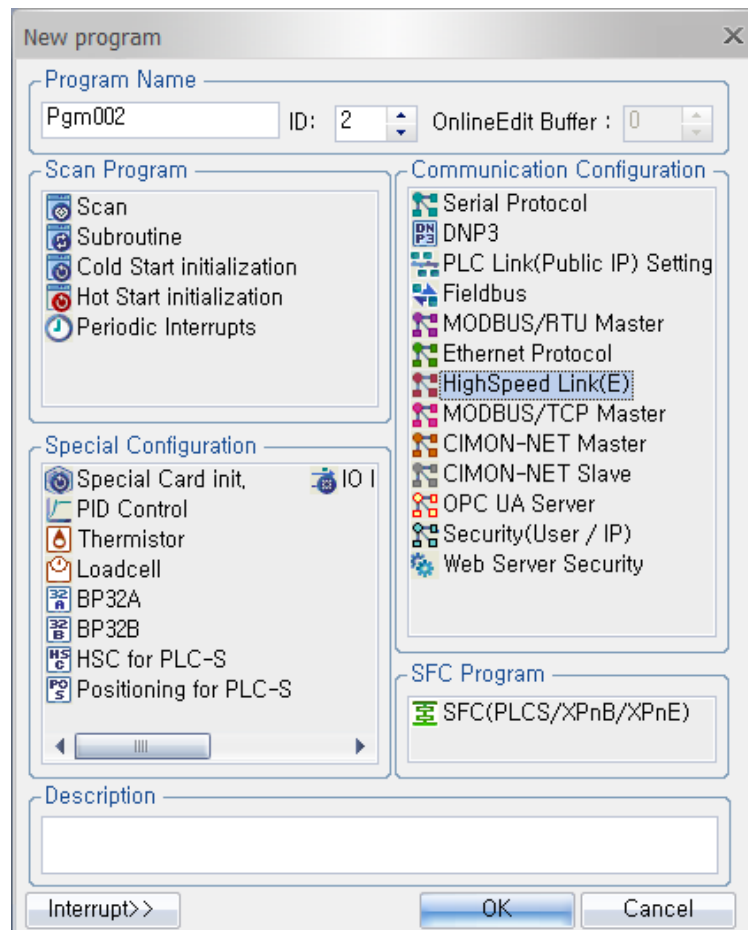 New program
Program Name
Pgm002
ID: 2
OnlineEdit Buffer : 0
Scan Program
Scan
Subroutine
Cold Start initialization
Hot Start initialization
Periodic Interrupts
Communication Configuration
Serial Protocol
DNP3
PLC Link(Public IP) Setting
Fieldbus
MODBUS/RTU Master
Ethernet Protocol
HighSpeed Link(E)
MODBUS/TCP Master
CIMON-NET Master
CIMON-NET Slave
OPC UA Server
Security(User / IP)
Web Server Security
Special Configuration
Special Card init, IO I
PID Control
Thermistor
Loadcell
BP32A
BP32B
HSC for PLC-S
Positioning for PLC-S
SFC Program
SFC(PLCS/XPnB/XPnE)
Description
Interrupt>>
OK
Cancel